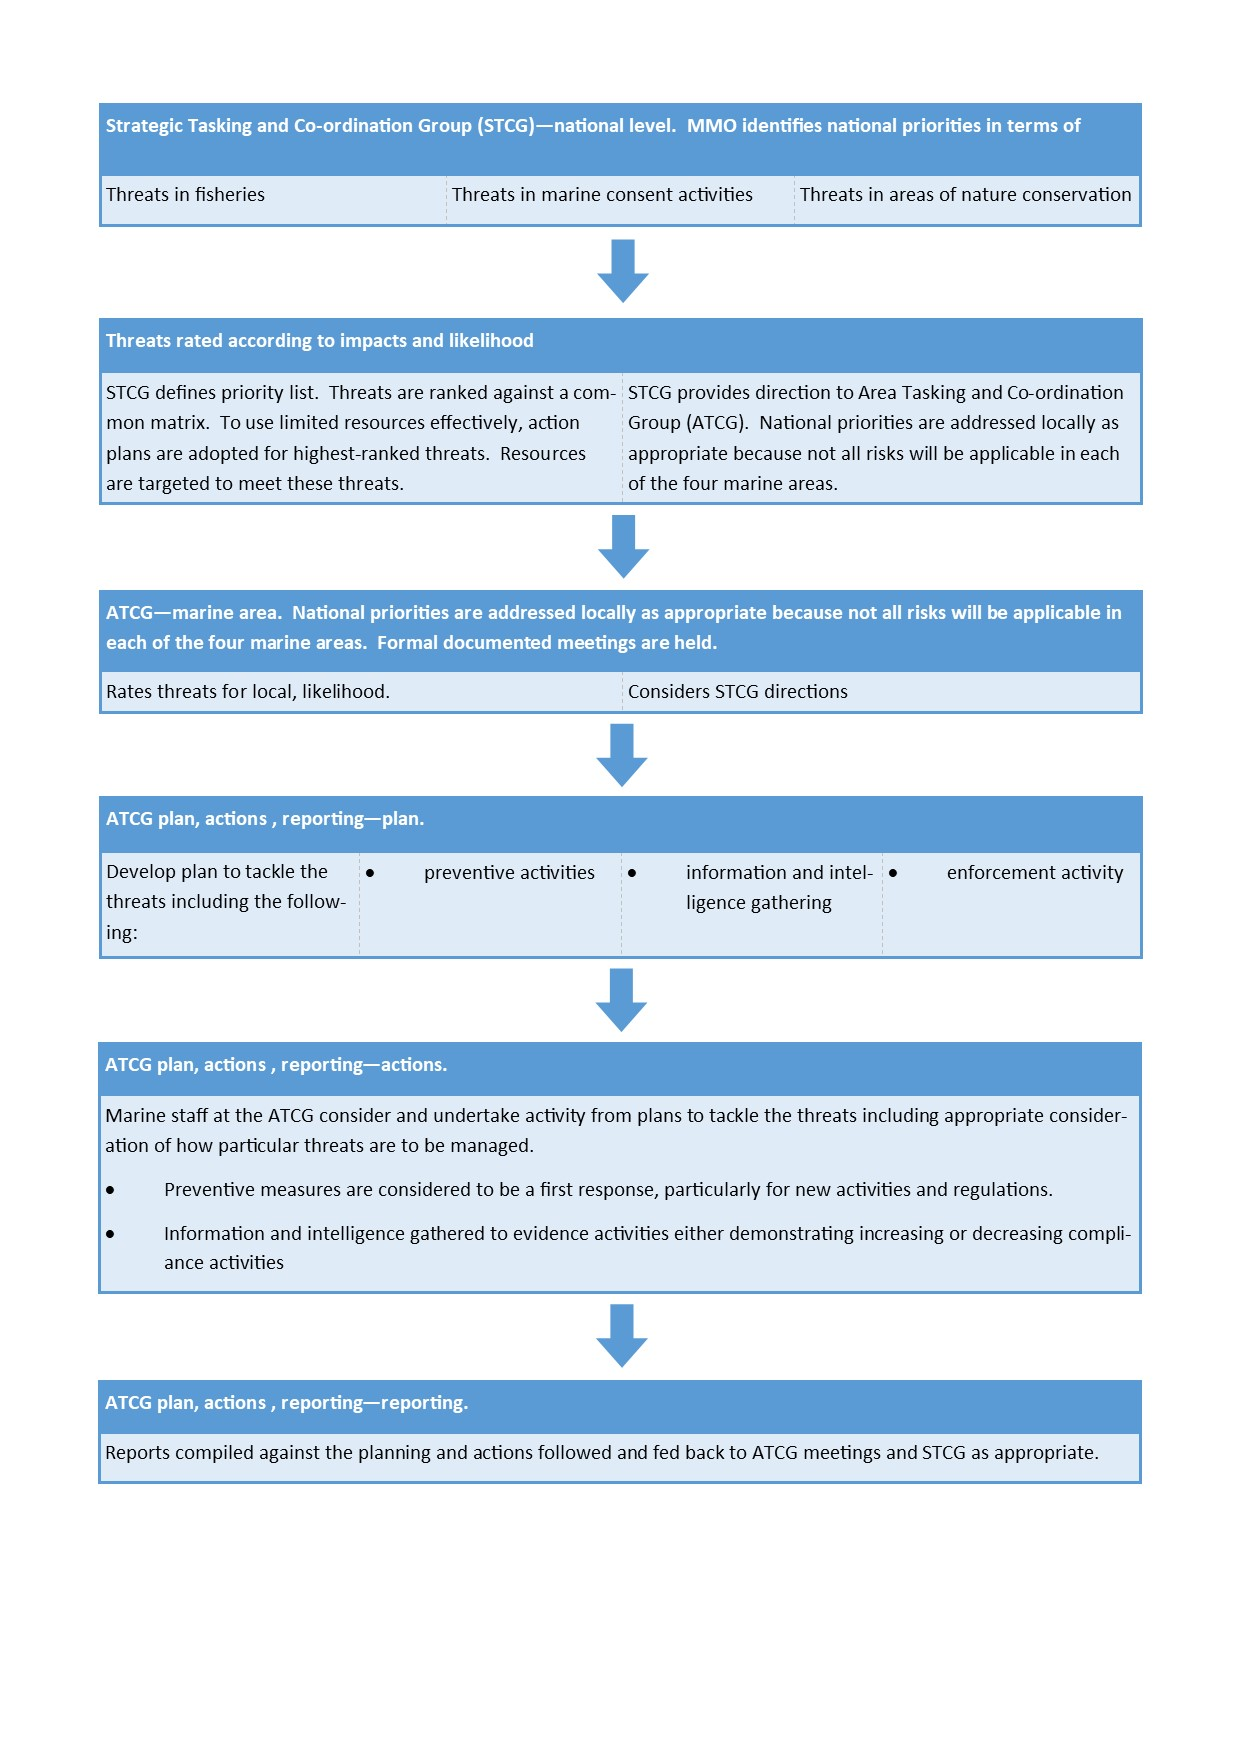 Strategic Tasking and Co-ordination Group (STCG)—national level.  MMO identifies national priorities in terms of
Threats in fisheries
Threats in marine consent activities
Threats in areas of nature conservation
Threats rated according to impacts and likelihood
STCG defines priority list.  Threats are ranked against a com-
mon matrix.  To use limited resources effectively, action
plans are adopted for highest-ranked threats.  Resources
are targeted to meet these threats.
STCG provides direction to Area Tasking and Co-ordination
Group (ATCG).  National priorities are addressed locally as
appropriate because not all risks will be applicable in each
of the four marine areas.
ATCG—marine area.  National priorities are addressed locally as appropriate because not all risks will be applicable in
each of the four marine areas.  Formal documented meetings are held.
Rates threats for local, likelihood.
Considers STCG directions
ATCG plan, actions , reporting—plan.
Develop plan to tackle the
threats including the follow-
ing:
• preventive activities
• information and intel-
ligence gathering
• enforcement activity
ATCG plan, actions , reporting—actions.
Marine staff at the ATCG consider and undertake activity from plans to tackle the threats including appropriate consider-
ation of how particular threats are to be managed.
• Preventive measures are considered to be a first response, particularly for new activities and regulations.
• Information and intelligence gathered to evidence activities either demonstrating increasing or decreasing compli-
ance activities
ATCG plan, actions , reporting—reporting.
Reports compiled against the planning and actions followed and fed back to ATCG meetings and STCG as appropriate.